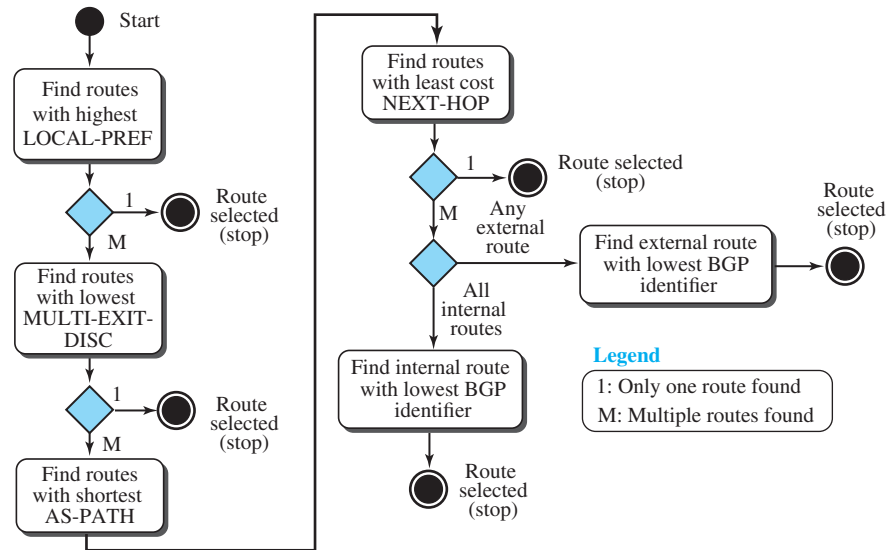 Start
Find routes
with highest
LOCAL-PREF
1
Route
selected
(stop)
M
Find routes
with lowest
MULTI-EXIT-
DISC
1
Route
selected
(stop)
M
Find routes
with shortest
AS-PATH
Find routes
with least cost
NEXT-HOP
1
Route selected
(stop)
M
Any
external
route
Find external route
with lowest BGP
identifier
Route
selected
(stop)
All
internal
routes
Find internal route
with lowest BGP
identifier
Route
selected
(stop)
Legend
1: Only one route found
M: Multiple routes found